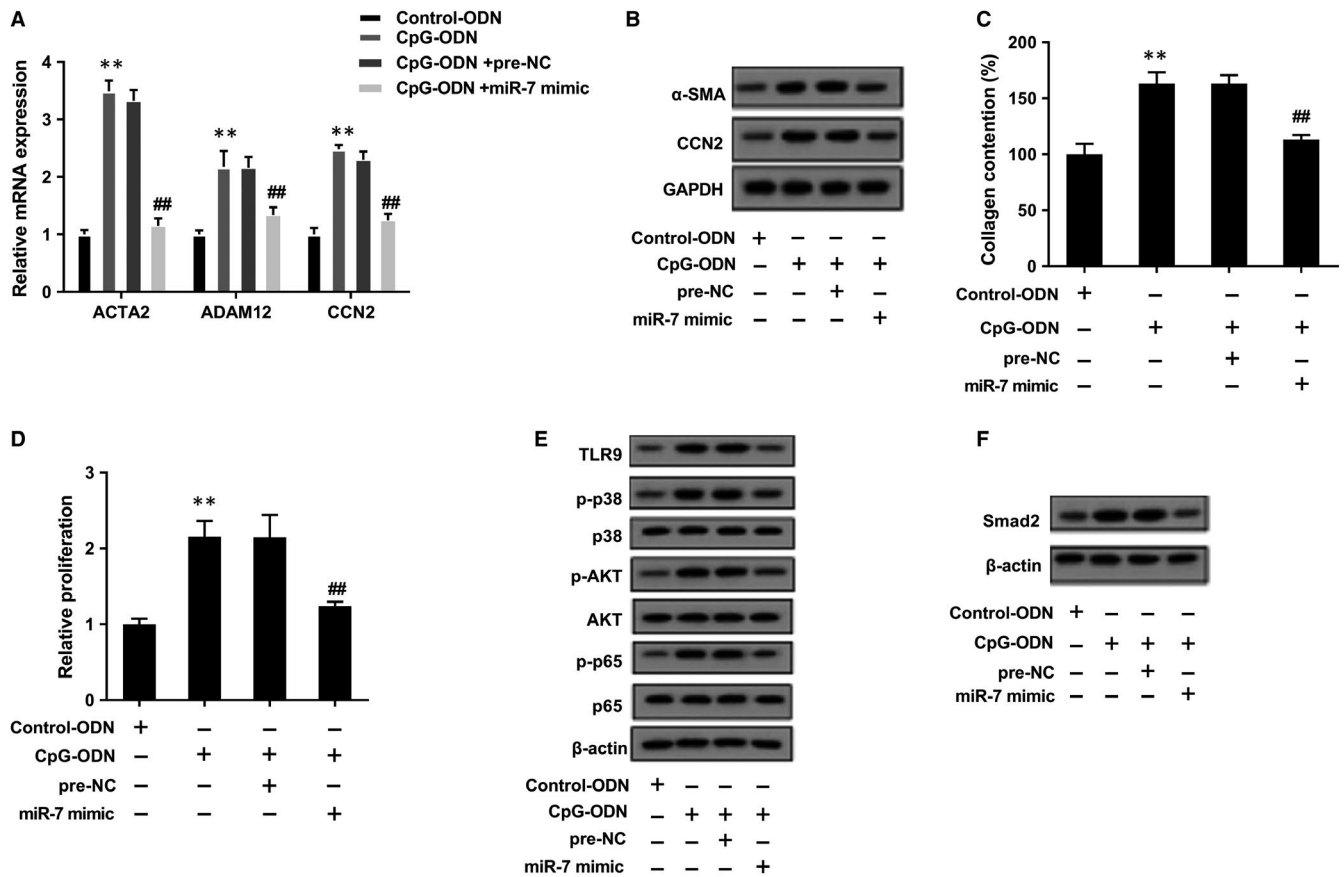 A
Control-ODN
CpG-ODN
CpG-ODN +pre-NC
CpG-ODN +miR-7 mimic
Relative mRNA expression
4
3
2
1
0
** ** **
## ## ##
ACTA2 ADAM12 CCN2
B
α-SMA
CCN2
GAPDH
Control-ODN + − − −
CpG-ODN − + + +
pre-NC − − + −
miR-7 mimic − − − +
C
Collagen contention (%)
200
150
100
50
0
**
##
Control-ODN + − − −
CpG-ODN − + + +
pre-NC − − + −
miR-7 mimic − − − +
D
Relative proliferation
3
2
1
0
**
##
Control-ODN + − − −
CpG-ODN − + + +
pre-NC − − + −
miR-7 mimic − − − +
E
TLR9
p-p38
p38
p-AKT
AKT
p-p65
p65
β-actin
Control-ODN + − − −
CpG-ODN − + + +
pre-NC − − + −
miR-7 mimic − − − +
F
Smad2
β-actin
Control-ODN + − − −
CpG-ODN − + + +
pre-NC − − + −
miR-7 mimic − − − +